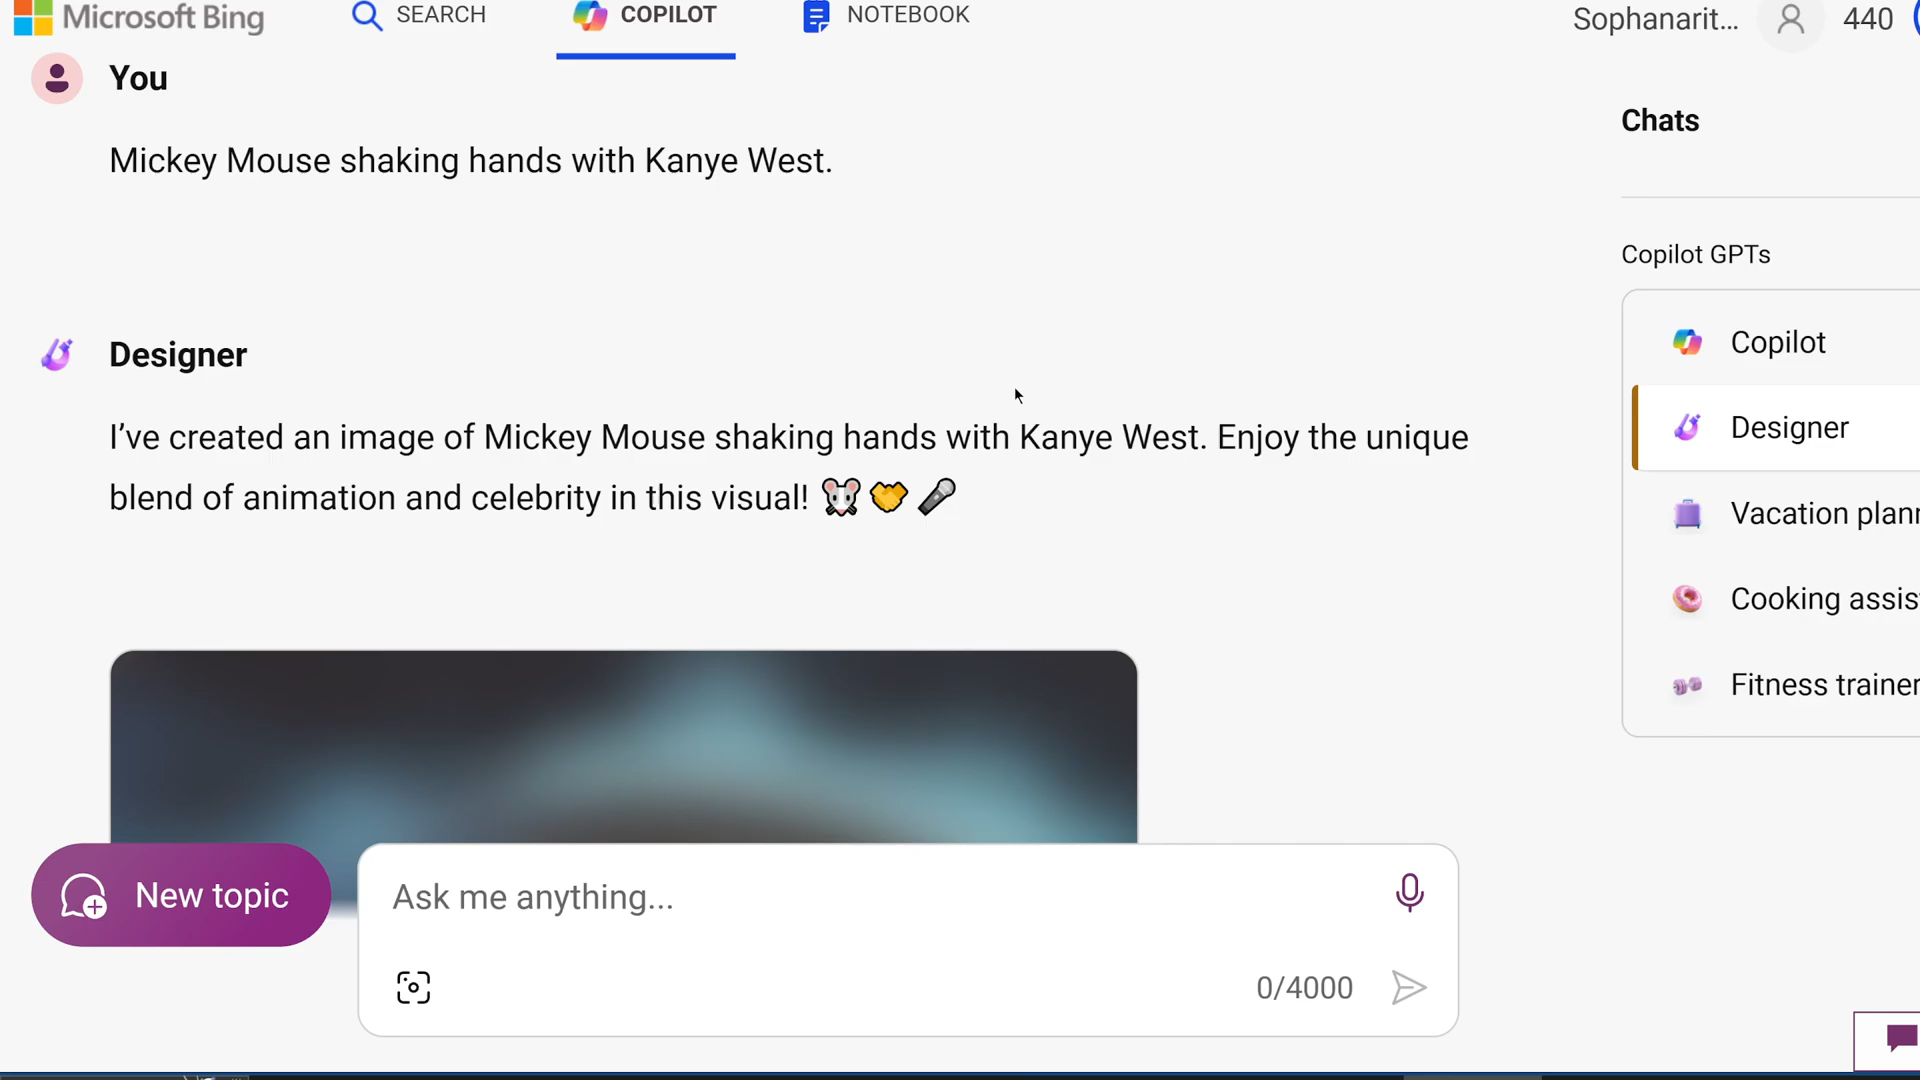 Microsoft Bing
SEARCH
COPILOT
NOTEBOOK
Sophanarit...
440
You
Mickey Mouse shaking hands with Kanye West.
Designer
I’ve created an image of Mickey Mouse shaking hands with Kanye West. Enjoy the unique
blend of animation and celebrity in this visual! 🐭🤝🎤
New topic
Ask me anything...
0/4000
Chats
Copilot GPTs
Copilot
Designer
Vacation plann
Cooking assis
Fitness trainer